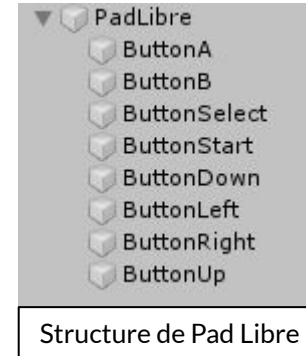 PadLibre
ButtonA
ButtonB
ButtonSelect
ButtonStart
ButtonDown
ButtonLeft
ButtonRight
ButtonUp
Structure de Pad Libre